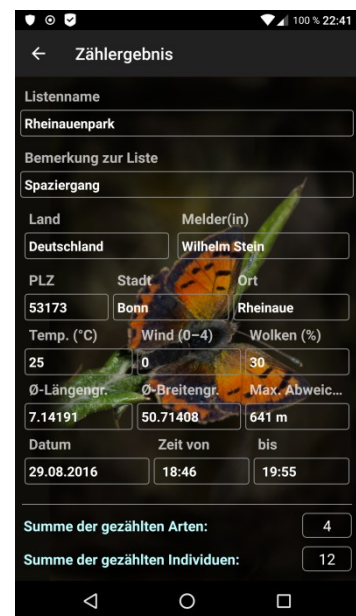 100 % 22:41
Zählergebnis
Listenname
Rheinauenpark
Bemerkung zur Liste
Spaziergang
Land Melder(in)
Deutschland Wilhelm Stein
PLZ Stadt Ort
53173 Bonn Rheinaue
Temp. (°C) Wind (0–4) Wolken (%)
25 0 30
Ø-Längengr. Ø-Breitengr. Max. Abweic...
7.14191 50.71408 641 m
Datum Zeit von bis
29.08.2016 18:46 19:55
Summe der gezählten Arten: 4
Summe der gezählten Individuen: 12